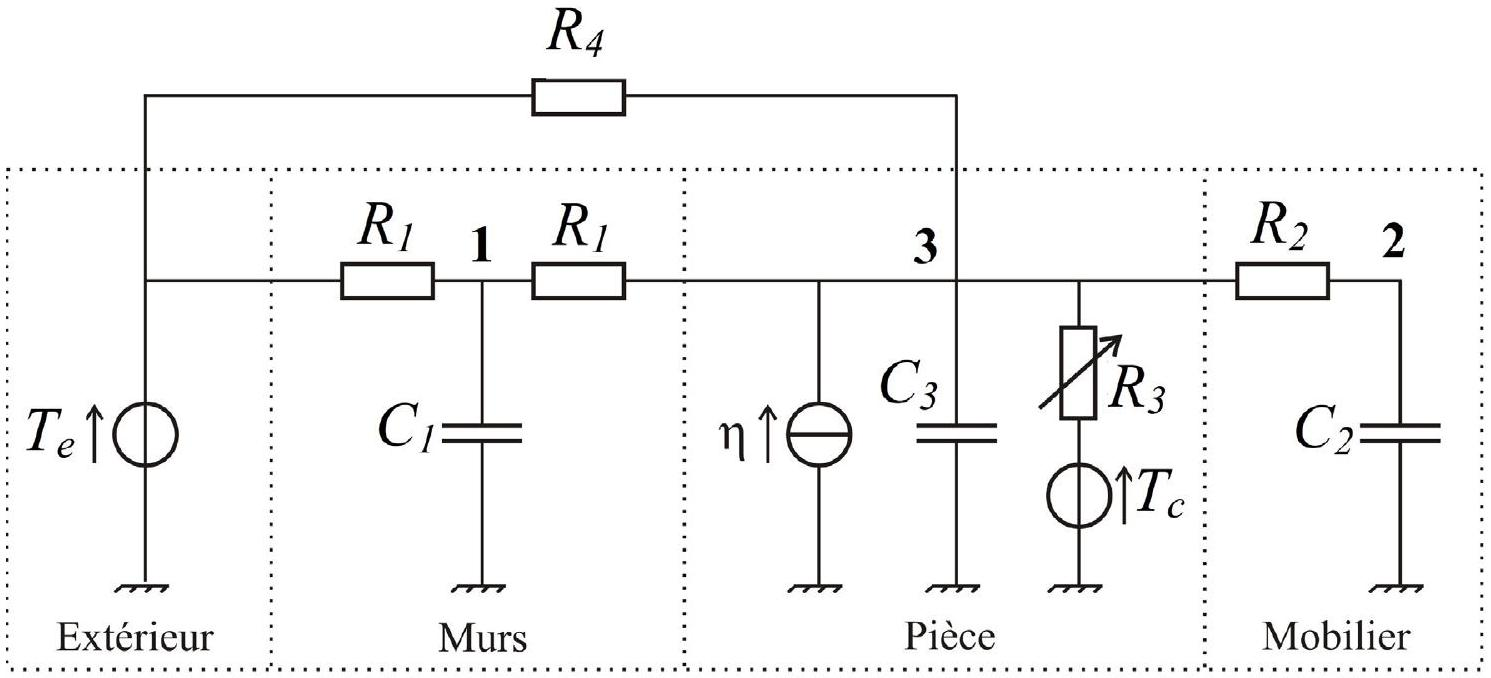 R4
R1 1 R1 3 R2 2
Te C1 η C3 R3 Tc C2
Extérieur Murs Pièce Mobilier